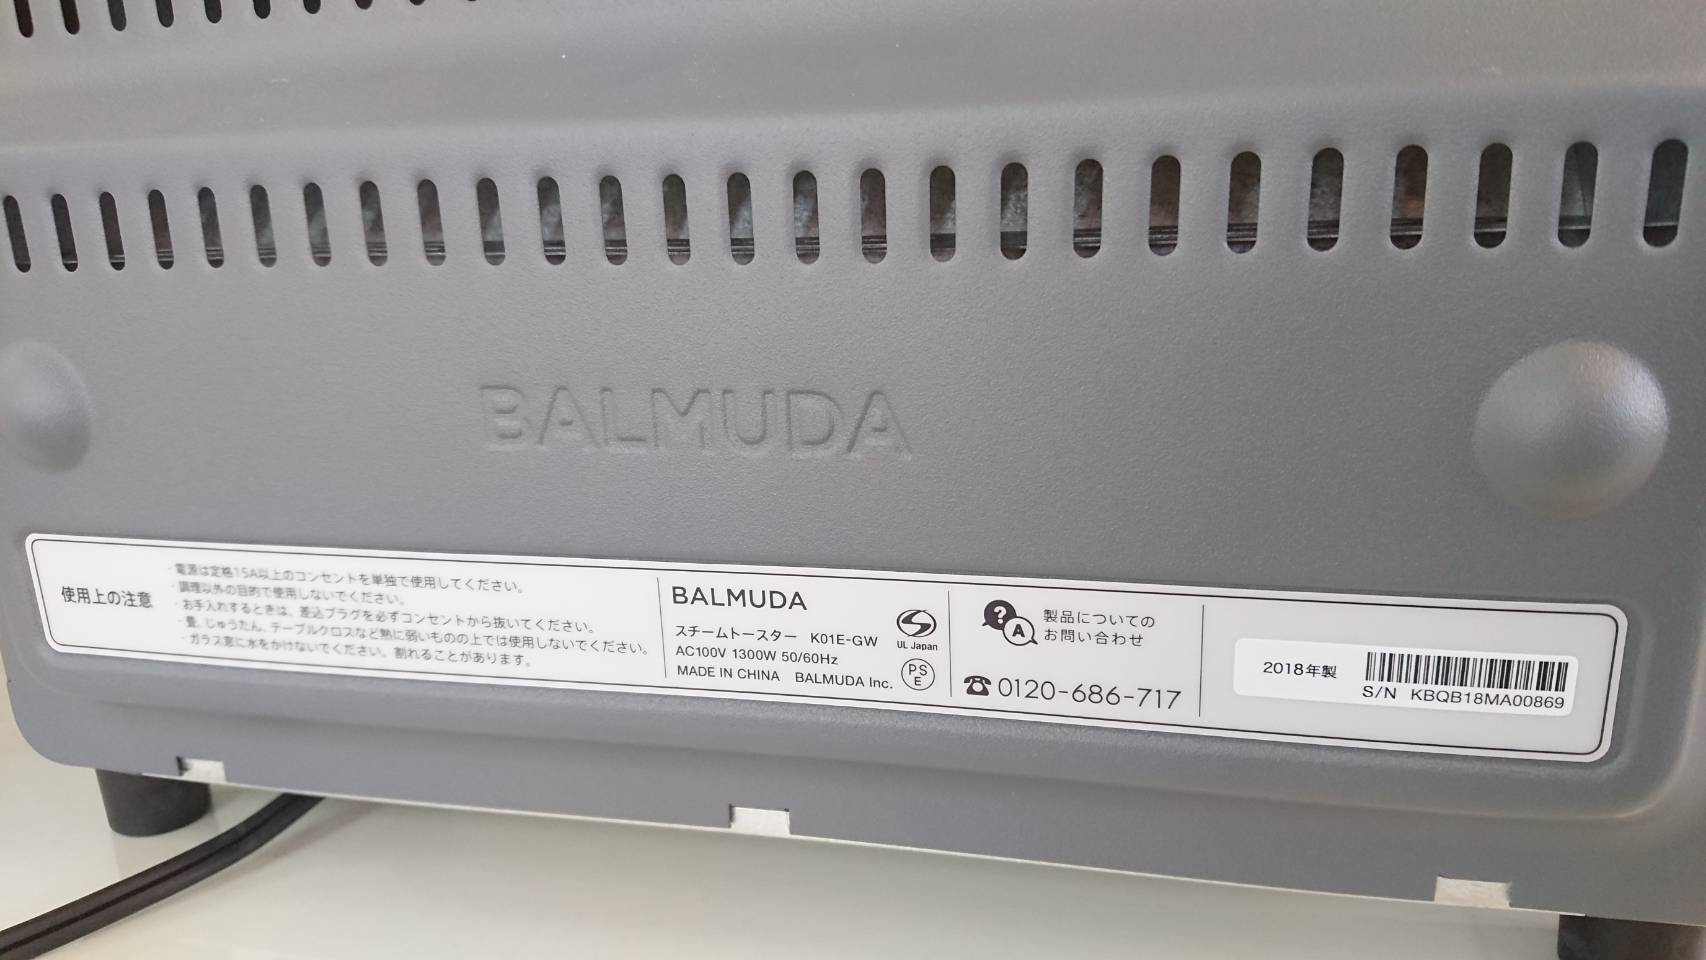 BALMUDA
使用上の注意
・電源は定格15A以上のコンセントを単独で使用してください。
・調理以外の目的で使用しないでください。
・お手入れするときは、差込プラグを必ずコンセントから抜いてください。
・畳、じゅうたん、テーブルクロスなど熱に弱いものの上では使用しないでください。
・ガラス窓に水をかけないでください。割れることがあります。
BALMUDA
スチームトースター K01E-GW
AC100V 1300W 50/60Hz
MADE IN CHINA BALMUDA Inc.
UL Japan
PS
E
?
A
製品についての
お問い合わせ
0120-686-717
2018年製
S/N KBQB18MA00869